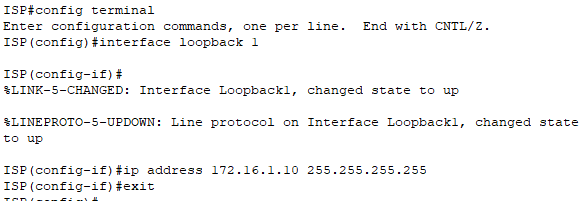 ISP#config terminal
Enter configuration commands, one per line.  End with CNTL/Z.
ISP(config)#interface loopback 1

ISP(config-if)#
%LINK-5-CHANGED: Interface Loopback1, changed state to up

%LINEPROTO-5-UPDOWN: Line protocol on Interface Loopback1, changed state
to up

ISP(config-if)#ip address 172.16.1.10 255.255.255.255
ISP(config-if)#exit